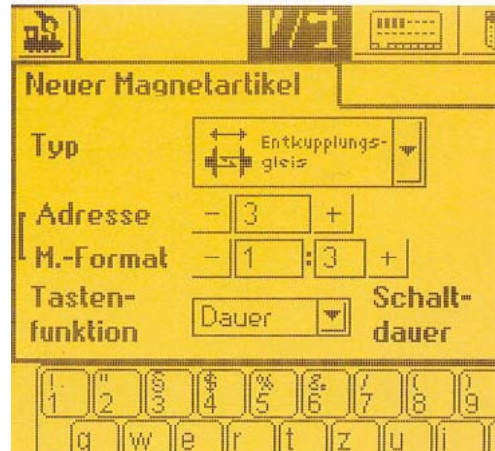 Neuer Magnetartikel
Typ
Entkupplungs-
gleis
Adresse - 3 +
M.-Format - 1 : 3 +
Tasten- Schalt-
funktion Dauer dauer
! " § $ % & / ( )
1 2 3 4 5 6 7 8 9
q w e r t z u i